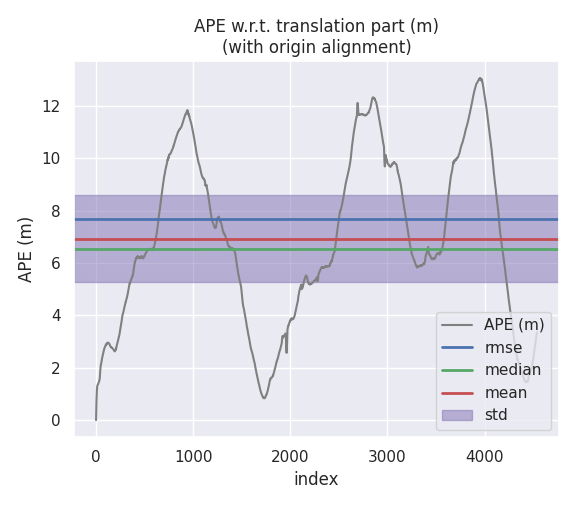 APE w.r.t. translation part (m)
(with origin alignment)
APE (m)
12
10
8
6
4
2
0
0 1000 2000 3000 4000
index
APE (m)
rmse
median
mean
std